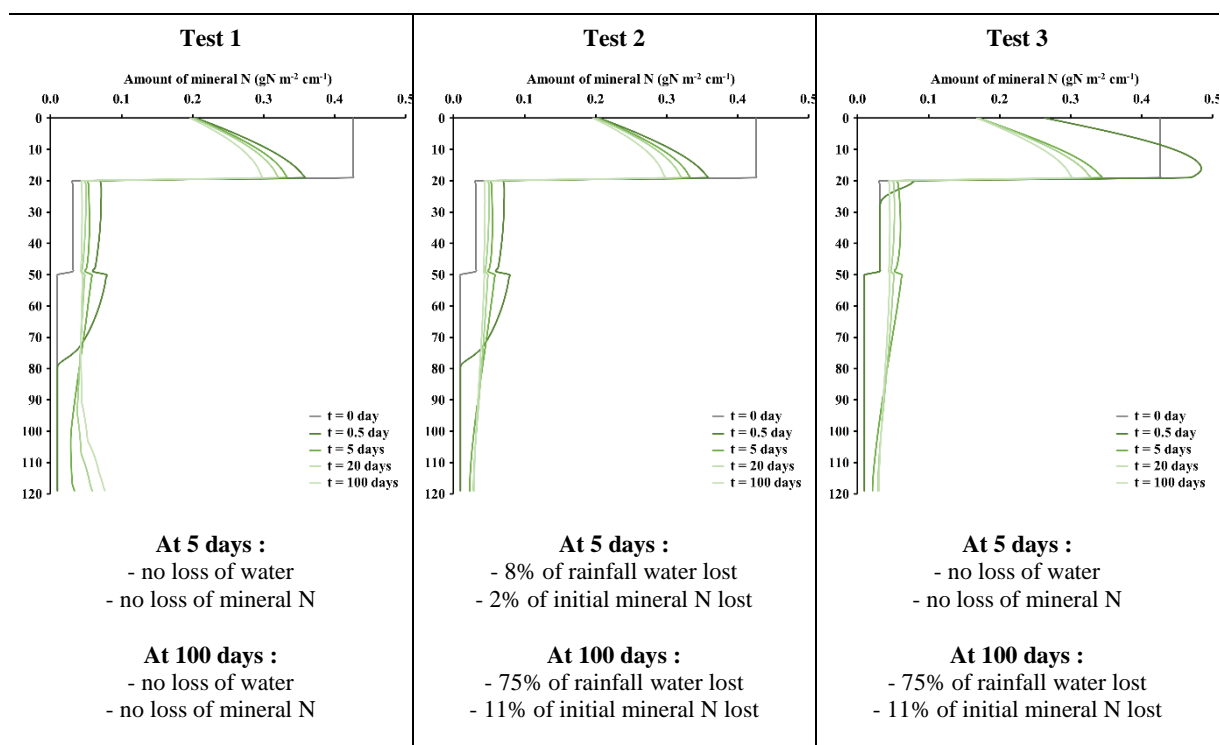 Test 1
Amount of mineral N (gN m⁻² cm⁻¹)
0.0 0.1 0.2 0.3 0.4 0.5
0
10
20
30
40
50
60
70
80
90
100
110
120
t = 0 day
t = 0.5 day
t = 5 days
t = 20 days
t = 100 days
At 5 days :
- no loss of water
- no loss of mineral N
At 100 days :
- no loss of water
- no loss of mineral N
Test 2
Amount of mineral N (gN m⁻² cm⁻¹)
0.0 0.1 0.2 0.3 0.4 0.5
0
10
20
30
40
50
60
70
80
90
100
110
120
t = 0 day
t = 0.5 day
t = 5 days
t = 20 days
t = 100 days
At 5 days :
- 8% of rainfall water lost
- 2% of initial mineral N lost
At 100 days :
- 75% of rainfall water lost
- 11% of initial mineral N lost
Test 3
Amount of mineral N (gN m⁻² cm⁻¹)
0.0 0.1 0.2 0.3 0.4 0.5
0
10
20
30
40
50
60
70
80
90
100
110
120
t = 0 day
t = 0.5 day
t = 5 days
t = 20 days
t = 100 days
At 5 days :
- no loss of water
- no loss of mineral N
At 100 days :
- 75% of rainfall water lost
- 11% of initial mineral N lost